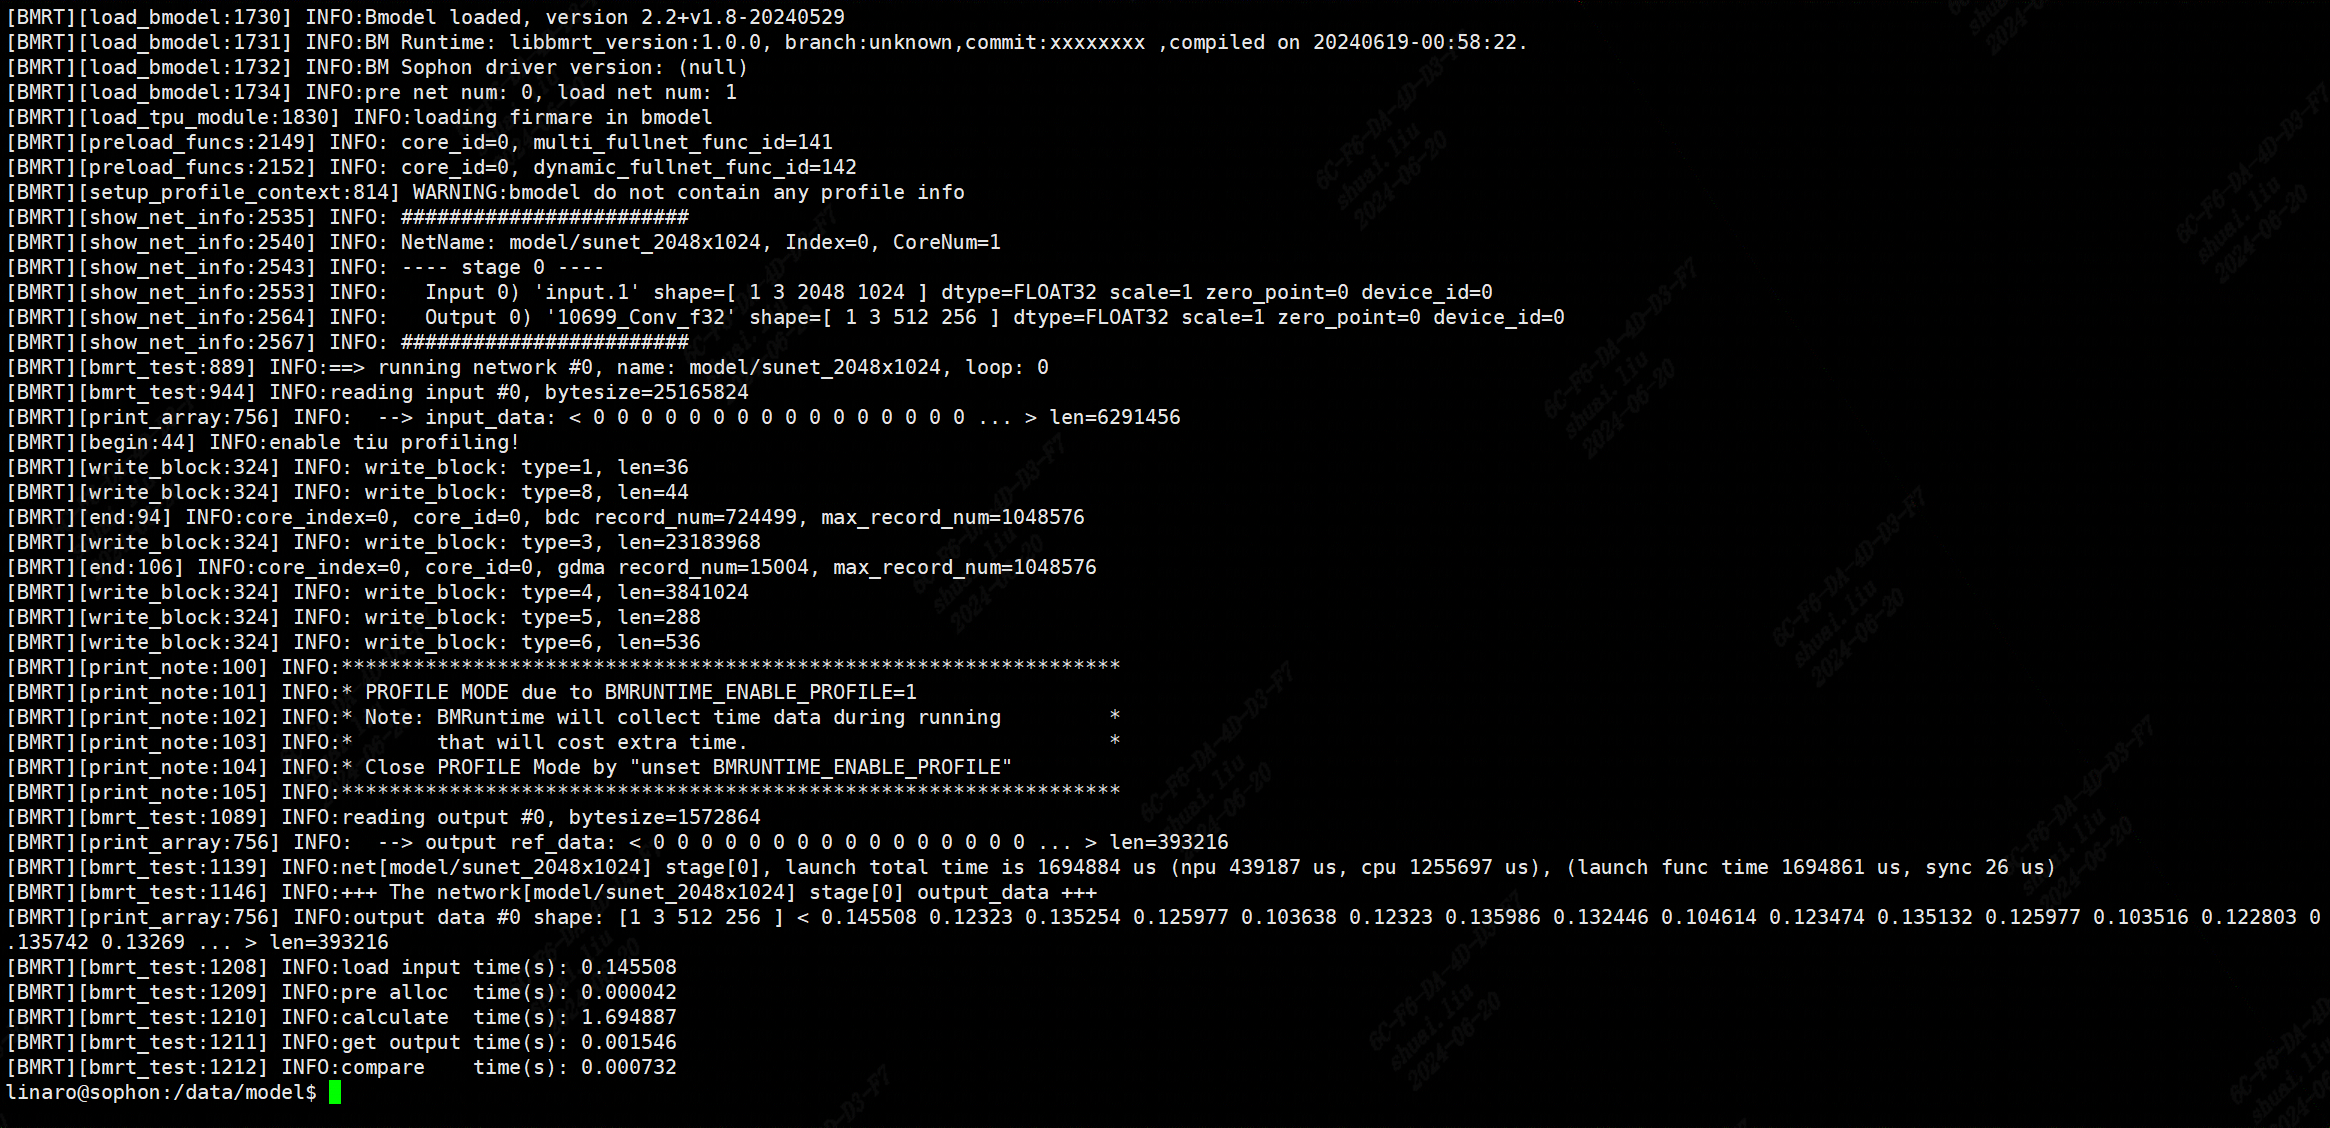 [BMRT][load_bmodel:1730] INFO:Bmodel loaded, version 2.2+v1.8-20240529
[BMRT][load_bmodel:1731] INFO:BM Runtime: libbmrt_version:1.0.0, branch:unknown,commit:xxxxxxxx ,compiled on 20240619-00:58:22.
[BMRT][load_bmodel:1732] INFO:BM Sophon driver version: (null)
[BMRT][load_bmodel:1734] INFO:pre net num: 0, load net num: 1
[BMRT][load_tpu_module:1830] INFO:loading firmare in bmodel
[BMRT][preload_funcs:2149] INFO: core_id=0, multi_fullnet_func_id=141
[BMRT][preload_funcs:2152] INFO: core_id=0, dynamic_fullnet_func_id=142
[BMRT][setup_profile_context:814] WARNING:bmodel do not contain any profile info
[BMRT][show_net_info:2535] INFO: ########################
[BMRT][show_net_info:2540] INFO: NetName: model/sunet_2048x1024, Index=0, CoreNum=1
[BMRT][show_net_info:2543] INFO: ---- stage 0 ----
[BMRT][show_net_info:2553] INFO:   Input 0) 'input.1' shape=[ 1 3 2048 1024 ] dtype=FLOAT32 scale=1 zero_point=0 device_id=0
[BMRT][show_net_info:2564] INFO:   Output 0) '10699_Conv_f32' shape=[ 1 3 512 256 ] dtype=FLOAT32 scale=1 zero_point=0 device_id=0
[BMRT][show_net_info:2567] INFO: ########################
[BMRT][bmrt_test:889] INFO:==> running network #0, name: model/sunet_2048x1024, loop: 0
[BMRT][bmrt_test:944] INFO:reading input #0, bytesize=25165824
[BMRT][print_array:756] INFO:  --> input_data: < 0 0 0 0 0 0 0 0 0 0 0 0 0 0 0 0 ... > len=6291456
[BMRT][begin:44] INFO:enable tiu profiling!
[BMRT][write_block:324] INFO: write_block: type=1, len=36
[BMRT][write_block:324] INFO: write_block: type=8, len=44
[BMRT][end:94] INFO:core_index=0, core_id=0, bdc record_num=724499, max_record_num=1048576
[BMRT][write_block:324] INFO: write_block: type=3, len=23183968
[BMRT][end:106] INFO:core_index=0, core_id=0, gdma record_num=15004, max_record_num=1048576
[BMRT][write_block:324] INFO: write_block: type=4, len=3841024
[BMRT][write_block:324] INFO: write_block: type=5, len=288
[BMRT][write_block:324] INFO: write_block: type=6, len=536
[BMRT][print_note:100] INFO:*****************************************************************
[BMRT][print_note:101] INFO:* PROFILE MODE due to BMRUNTIME_ENABLE_PROFILE=1
[BMRT][print_note:102] INFO:* Note: BMRuntime will collect time data during running         *
[BMRT][print_note:103] INFO:*       that will cost extra time.                              *
[BMRT][print_note:104] INFO:* Close PROFILE Mode by "unset BMRUNTIME_ENABLE_PROFILE"
[BMRT][print_note:105] INFO:*****************************************************************
[BMRT][bmrt_test:1089] INFO:reading output #0, bytesize=1572864
[BMRT][print_array:756] INFO:  --> output ref_data: < 0 0 0 0 0 0 0 0 0 0 0 0 0 0 0 0 ... > len=393216
[BMRT][bmrt_test:1139] INFO:net[model/sunet_2048x1024] stage[0], launch total time is 1694884 us (npu 439187 us, cpu 1255697 us), (launch func time 1694861 us, sync 26 us)
[BMRT][bmrt_test:1146] INFO:+++ The network[model/sunet_2048x1024] stage[0] output_data +++
[BMRT][print_array:756] INFO:output data #0 shape: [1 3 512 256 ] < 0.145508 0.12323 0.135254 0.125977 0.103638 0.12323 0.135986 0.132446 0.104614 0.123474 0.135132 0.125977 0.103516 0.122803 0
.135742 0.13269 ... > len=393216
[BMRT][bmrt_test:1208] INFO:load input time(s): 0.145508
[BMRT][bmrt_test:1209] INFO:pre alloc  time(s): 0.000042
[BMRT][bmrt_test:1210] INFO:calculate  time(s): 1.694887
[BMRT][bmrt_test:1211] INFO:get output time(s): 0.001546
[BMRT][bmrt_test:1212] INFO:compare    time(s): 0.000732
linaro@sophon:/data/model$
6C-F6-DA-4D-D3-F7
shuai.liu
2024-06-20